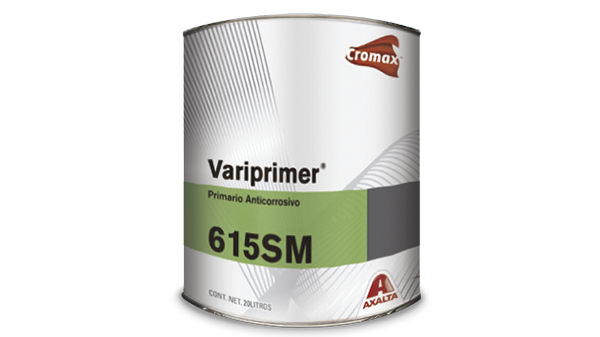 Cromax
Variprimer®
Primario Anticorrosivo
615SM
CONT. NET. 20LITROS
AXALTA